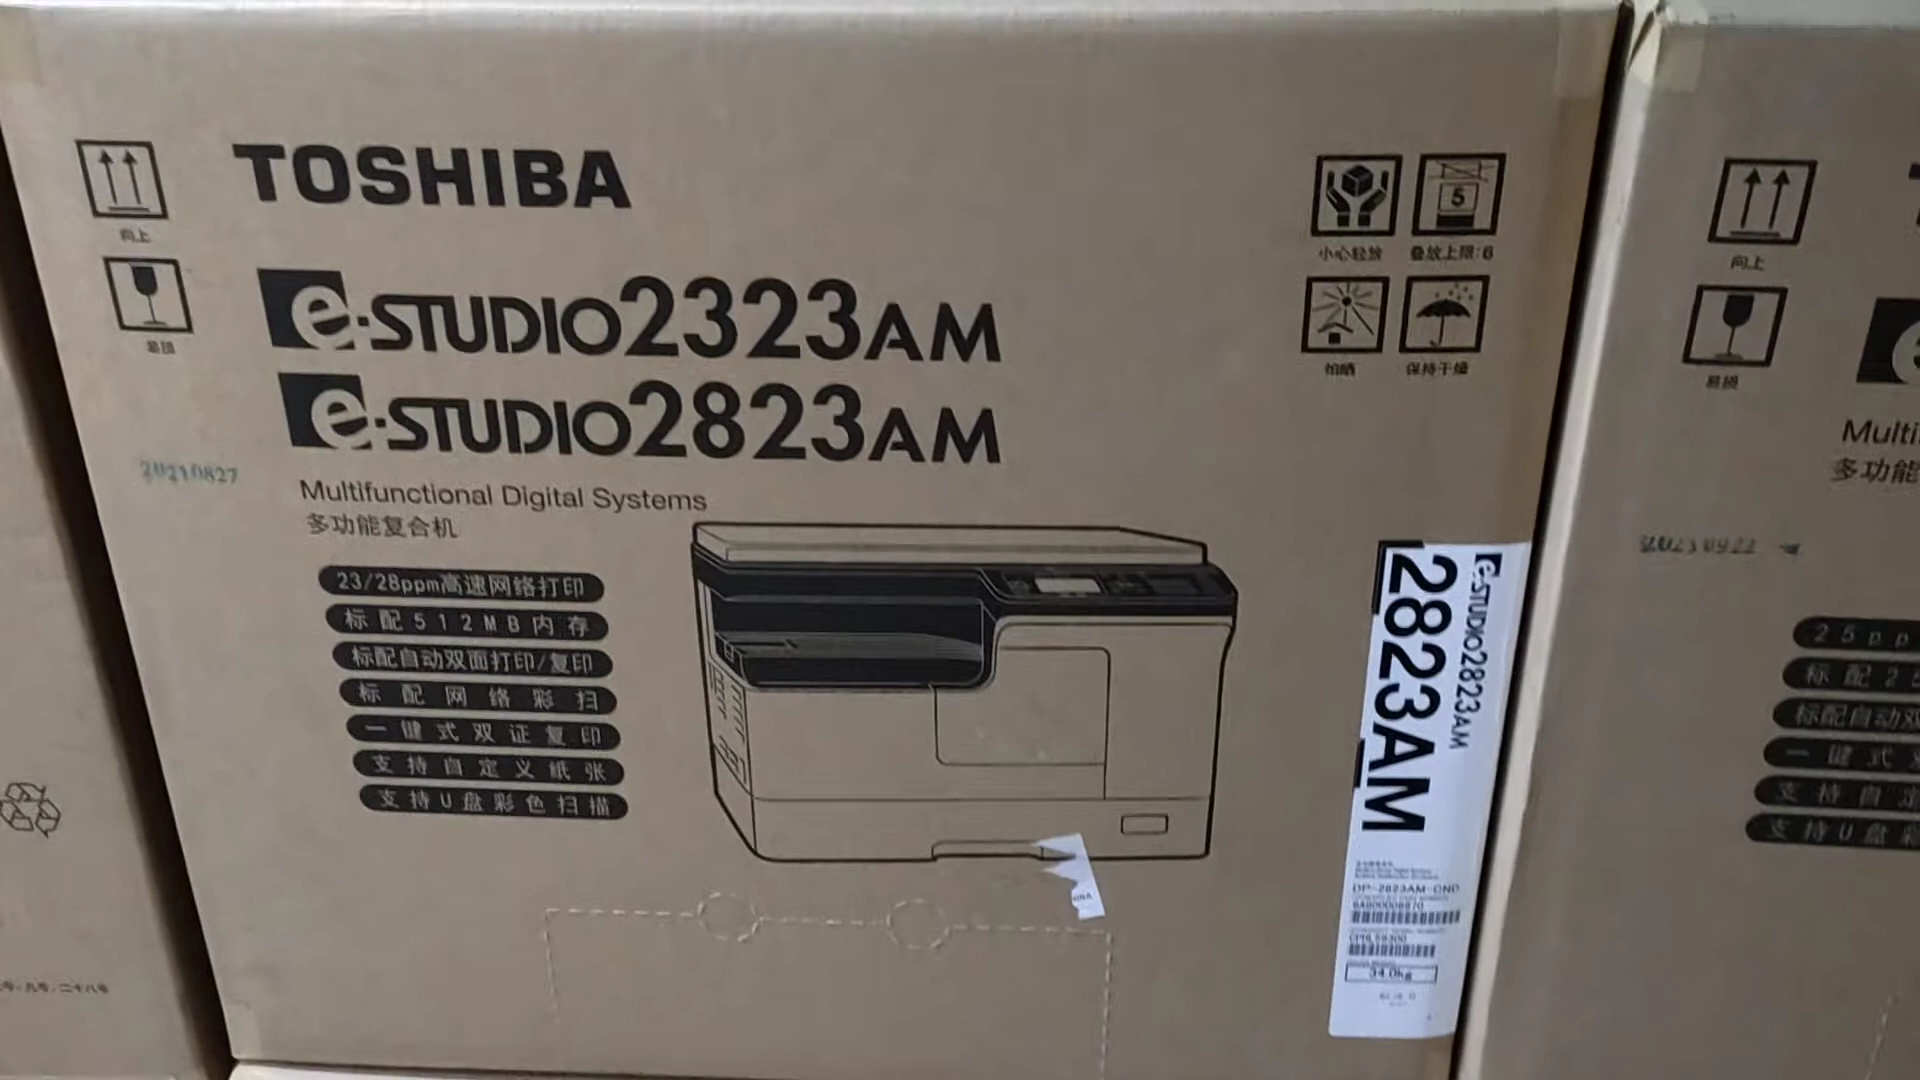 向上
TOSHIBA
小心轻放
叠放上限:6
5
易损
怕晒
保持干燥
e-STUDIO2323AM
e-STUDIO2823AM
20210827
Multifunctional Digital Systems
多功能复合机
23/28ppm高速网络打印
标配512MB内存
标配自动双面打印/复印
标配网络彩扫
一键式双证复印
支持自定义纸张
支持U盘彩色扫描
e-STUDIO2823AM
2823AM
DP-2823AM-CND
34.0kg
向上
易损
Multi
多功能
25pp
标配25
标配自动双
一键式
支持自定
支持U盘彩